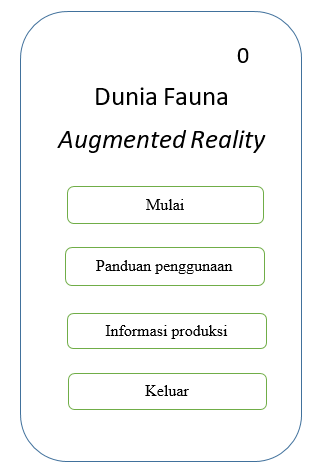 0
Dunia Fauna
Augmented Reality
Mulai
Panduan penggunaan
Informasi produksi
Keluar